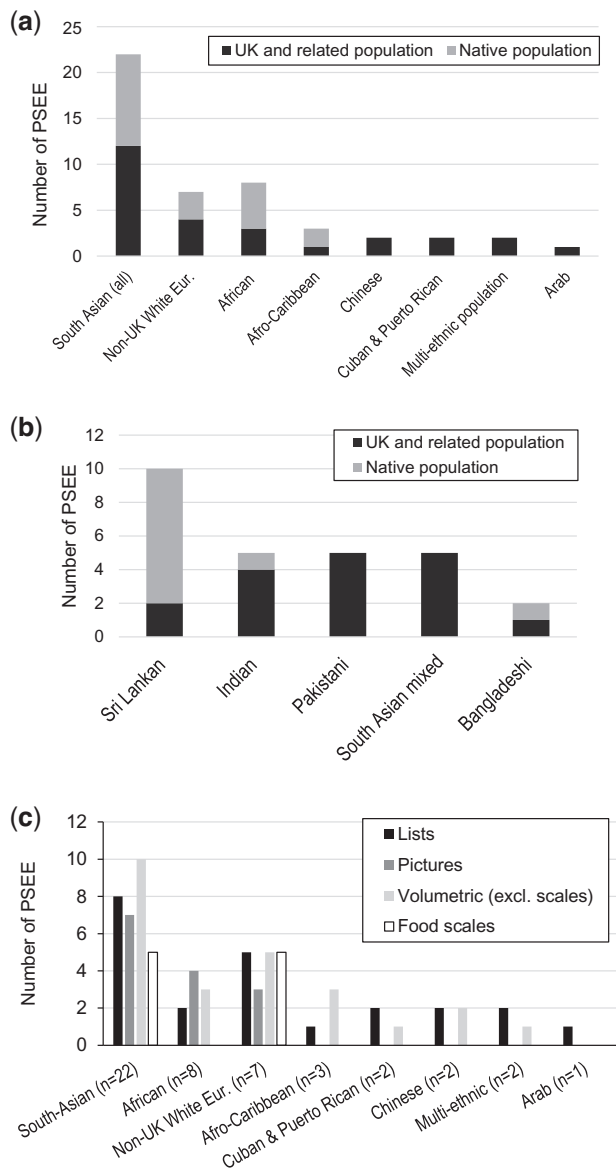 (a)
UK and related population Native population
Number of PSEE
25
20
15
10
5
0
South Asian (all)
Non-UK White Eur.
African
Afro-Caribbean
Chinese
Cuban & Puerto Rican
Multi-ethnic population
Arab
(b)
UK and related population
Native population
Number of PSEE
12
10
8
6
4
2
0
Sri Lankan
Indian
Pakistani
South Asian mixed
Bangladeshi
(c)
Lists
Pictures
Volumetric (excl. scales)
Food scales
Number of PSEE
12
10
8
6
4
2
0
South-Asian (n=22)
African (n=8)
Non-UK White Eur. (n=7)
Afro-Caribbean (n=3)
Cuban & Puerto Rican (n=2)
Chinese (n=2)
Multi-ethnic (n=2)
Arab (n=1)